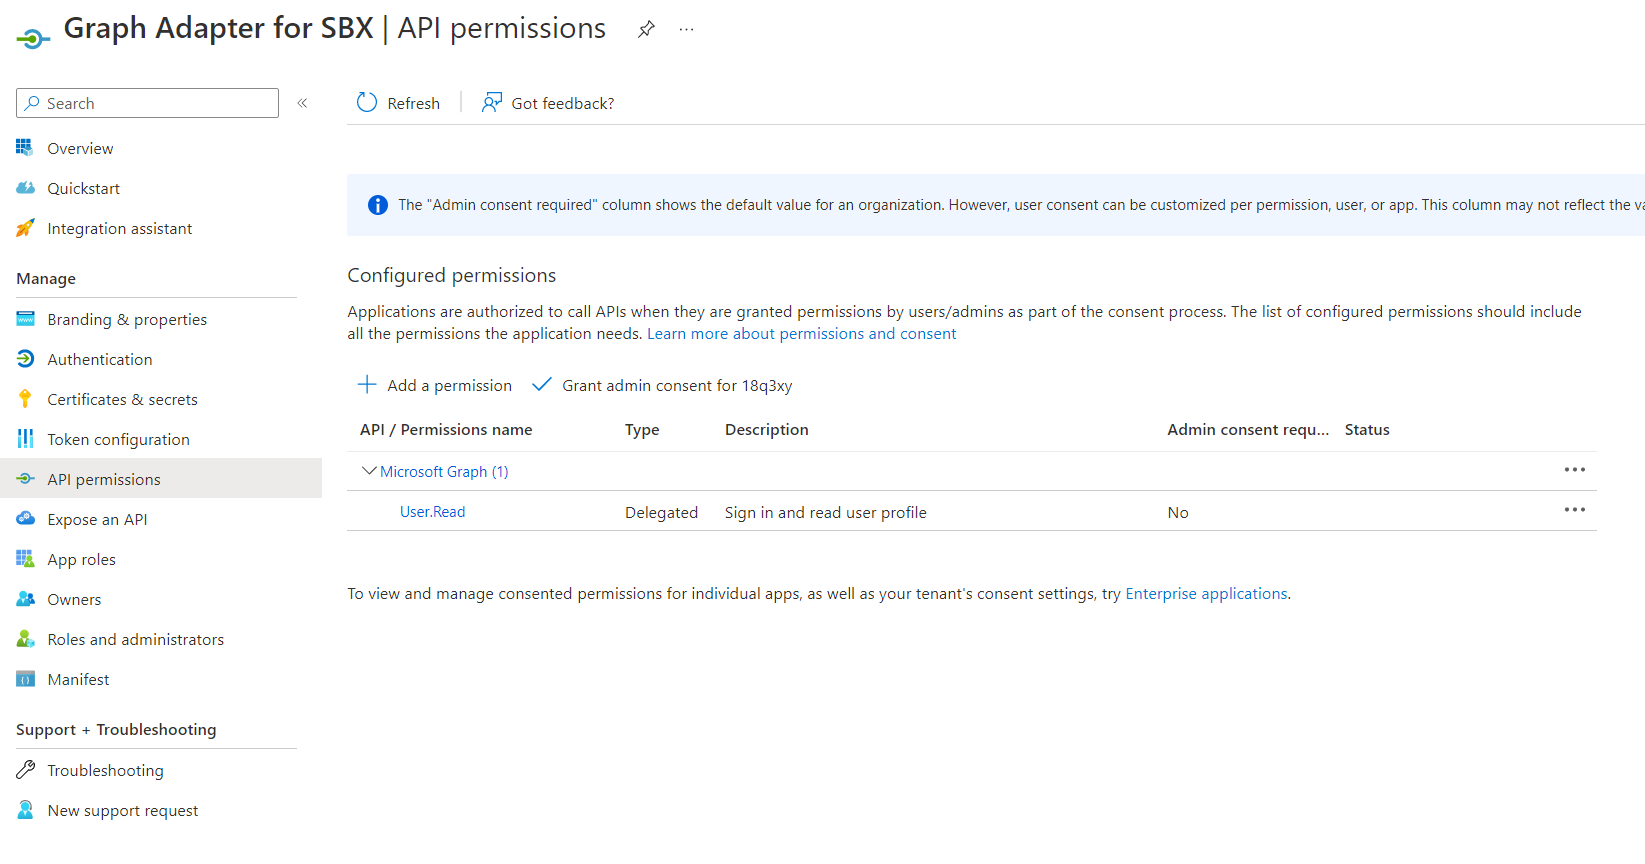 Graph Adapter for SBX | API permissions
Search
Refresh
Got feedback?
Overview
Quickstart
Integration assistant
Manage
Branding & properties
Authentication
Certificates & secrets
Token configuration
API permissions
Expose an API
App roles
Owners
Roles and administrators
Manifest
Support + Troubleshooting
Troubleshooting
New support request
The "Admin consent required" column shows the default value for an organization. However, user consent can be customized per permission, user, or app. This column may not reflect the
Configured permissions
Applications are authorized to call APIs when they are granted permissions by users/admins as part of the consent process. The list of configured permissions should include
all the permissions the application needs. Learn more about permissions and consent
Add a permission
Grant admin consent for 18q3xy
API / Permissions name Type Description Admin consent requ... Status
Microsoft Graph (1)
User.Read Delegated Sign in and read user profile No
To view and manage consented permissions for individual apps, as well as your tenant's consent settings, try Enterprise applications.